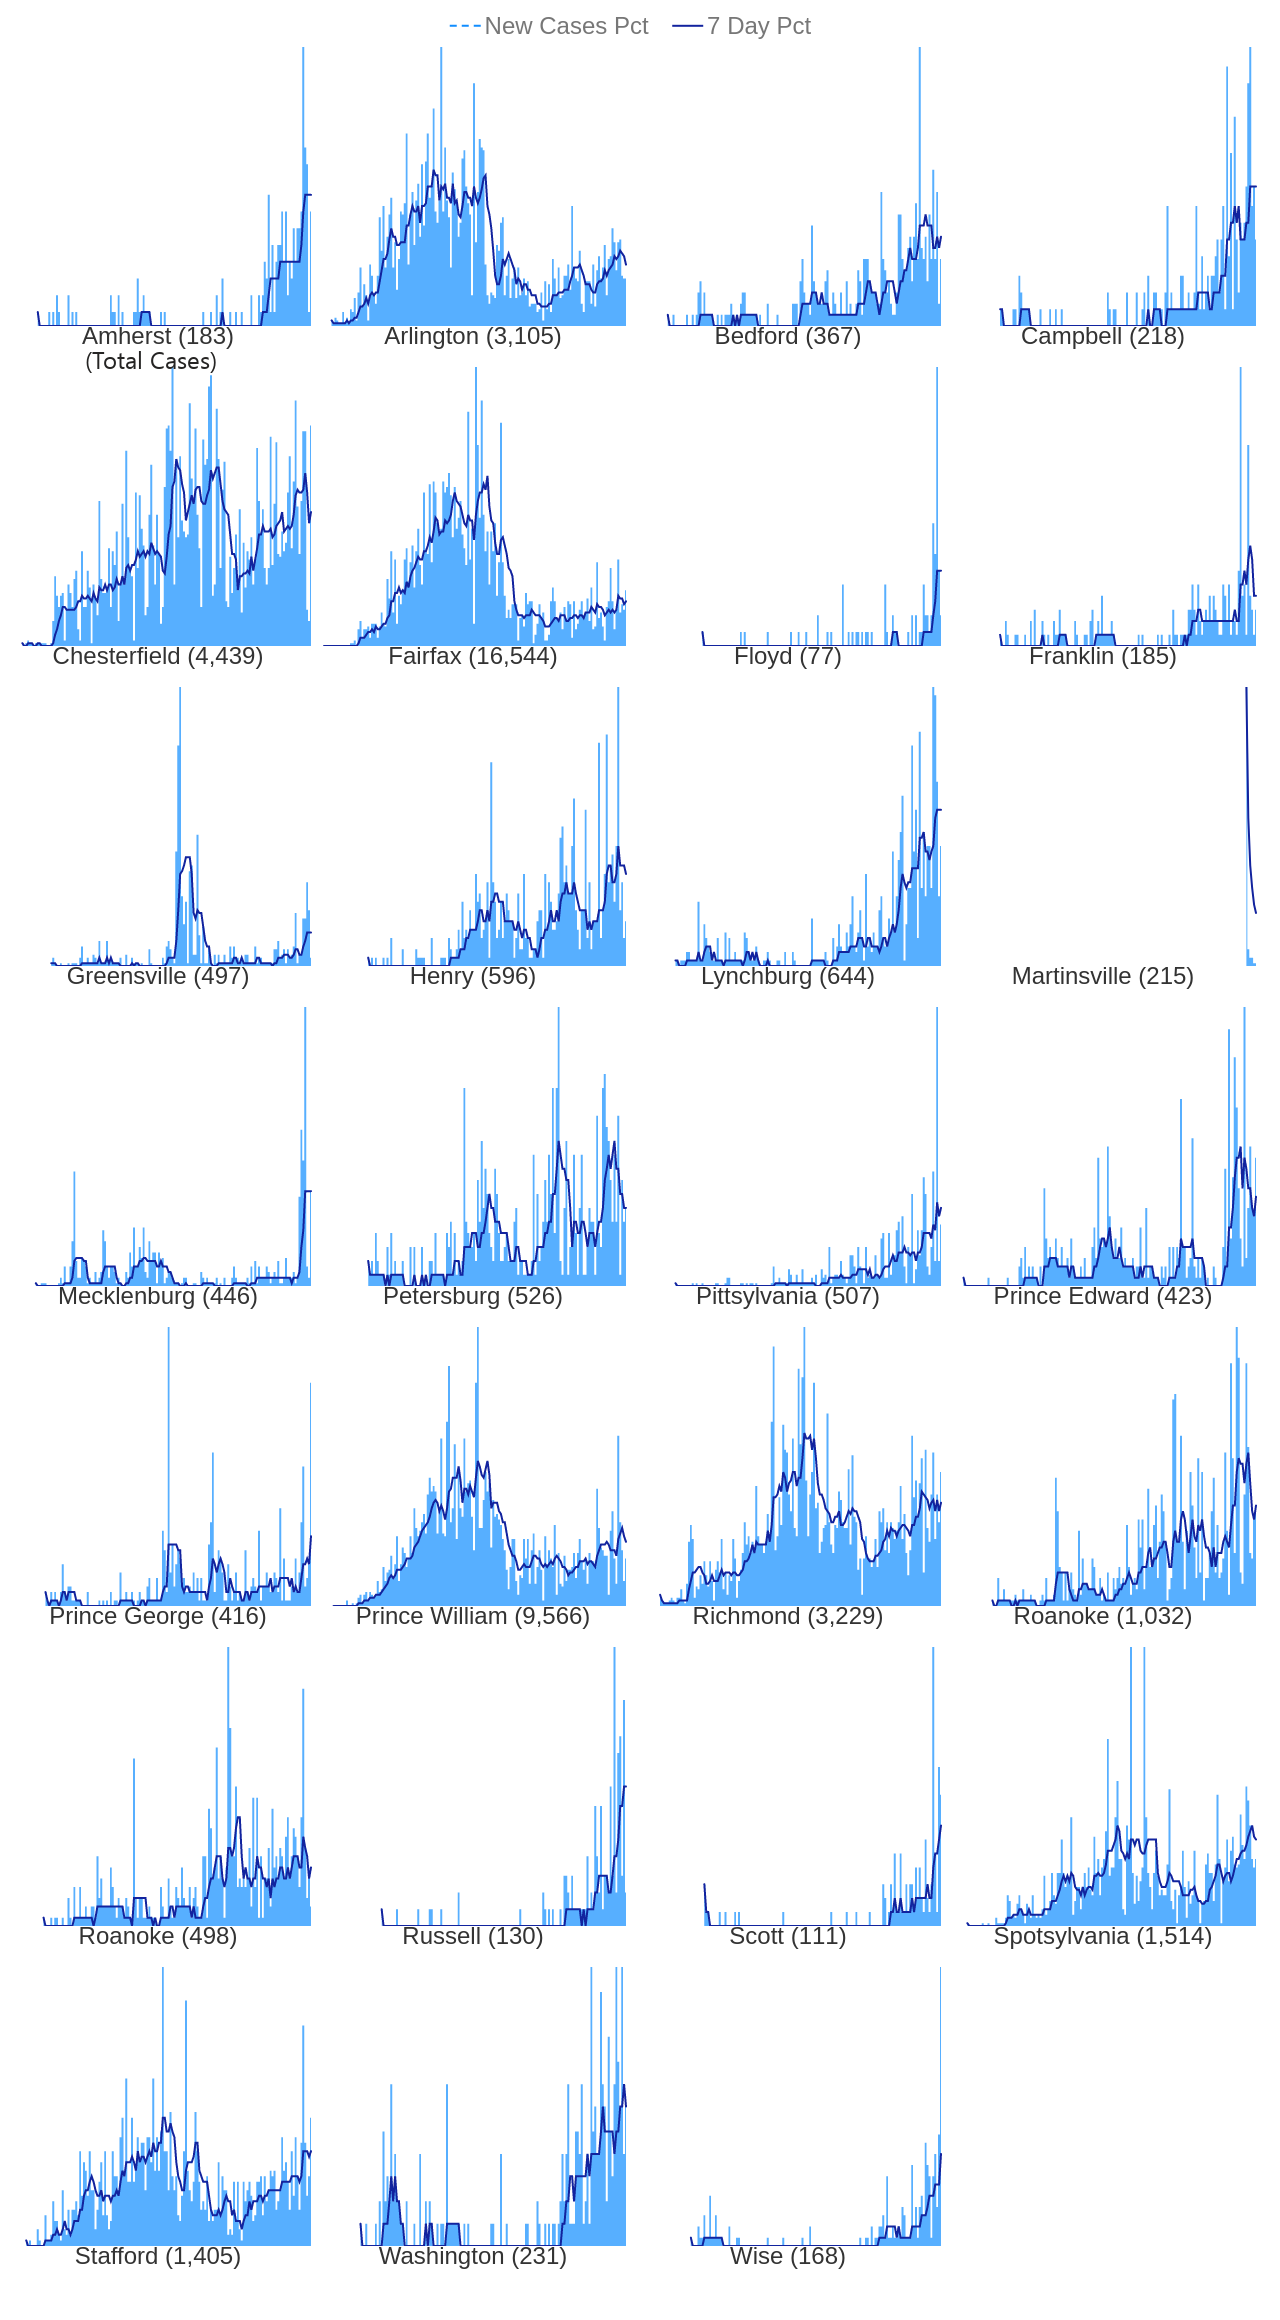 New Cases Pct 7 Day Pct
Amherst (183) Arlington (3,105) Bedford (367) Campbell (218)
(Total Cases)
Chesterfield (4,439) Fairfax (16,544) Floyd (77) Franklin (185)
Greensville (497) Henry (596) Lynchburg (644) Martinsville (215)
Mecklenburg (446) Petersburg (526) Pittsylvania (507) Prince Edward (423)
Prince George (416) Prince William (9,566) Richmond (3,229) Roanoke (1,032)
Roanoke (498) Russell (130) Scott (111) Spotsylvania (1,514)
Stafford (1,405) Washington (231) Wise (168)